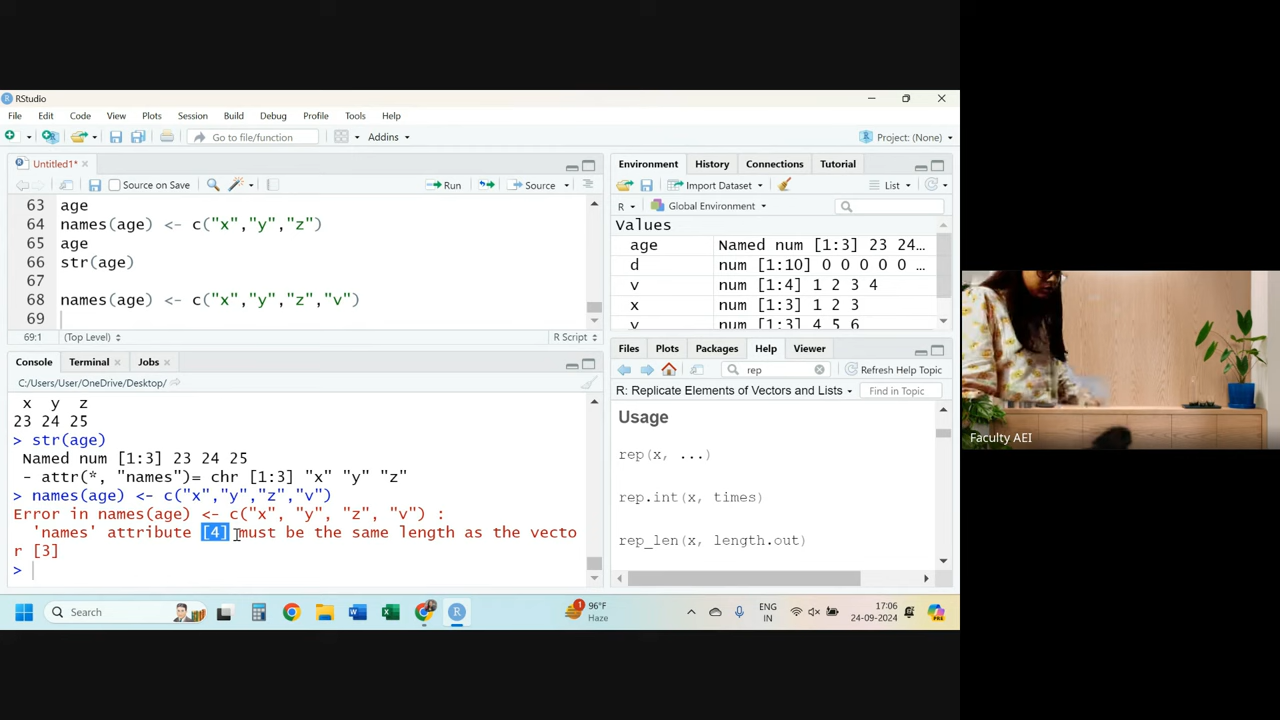 RStudio
File Edit Code View Plots Session Build Debug Profile Tools Help
Go to file/function Addins Project: (None)
Untitled1*
Source on Save Run Source
63 age
64 names(age) <- c("x","y","z")
65 age
66 str(age)
67
68 names(age) <- c("x","y","z","v")
69
69:1 (Top Level) R Script
Console Terminal Jobs
C:/Users/User/OneDrive/Desktop/
x y z
23 24 25
> str(age)
Named num [1:3] 23 24 25
- attr(*, "names")= chr [1:3] "x" "y" "z"
> names(age) <- c("x","y","z","v")
Error in names(age) <- c("x", "y", "z", "v") :
'names' attribute [4] must be the same length as the vecto
r [3]
>
Environment History Connections Tutorial
Import Dataset List
R Global Environment
Values
age Named num [1:3] 23 24…
d num [1:10] 0 0 0 0 0 …
v num [1:4] 1 2 3 4
x num [1:3] 1 2 3
y num [1:3] 4 5 6
Files Plots Packages Help Viewer
rep Refresh Help Topic
R: Replicate Elements of Vectors and Lists Find in Topic
Usage
rep(x, ...)
rep.int(x, times)
rep_len(x, length.out)
Faculty AEI
Search
1 96°F
Haze
ENG
IN
17:06
24-09-2024
PRE